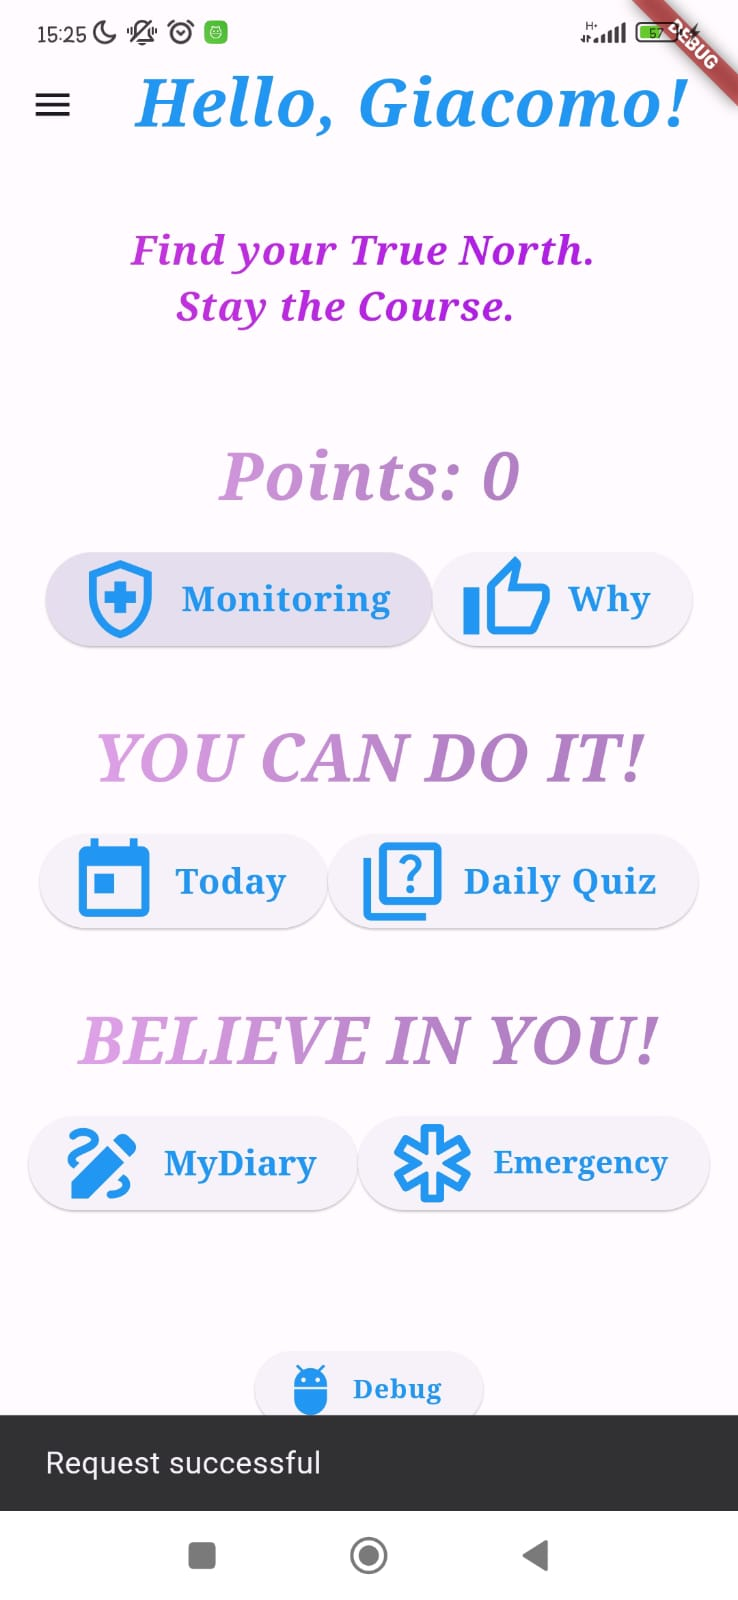 15:25 H+ 57
DEBUG
Hello, Giacomo!
Find your True North.
Stay the Course.
Points: 0
Monitoring Why
YOU CAN DO IT!
Today Daily Quiz
BELIEVE IN YOU!
MyDiary Emergency
Debug
Request successful